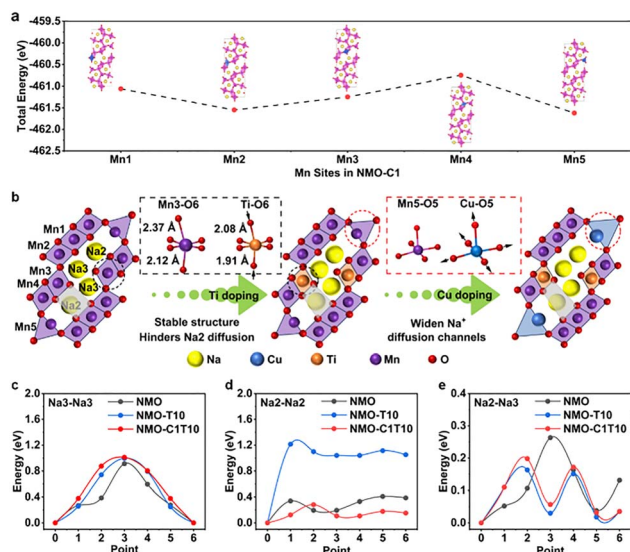 a
-459.5
-460.0
-460.5
-461.0
-461.5
-462.0
-462.5
Total Energy (eV)
Mn1 Mn2 Mn3 Mn4 Mn5
Mn Sites in NMO-C1
b
Mn3-O6 Ti-O6
2.37 Å 2.08 Å
2.12 Å 1.91 Å
Mn5-O5 Cu-O5
Mn1
Mn2
Mn3
Mn4
Mn5
Na2
Na3
Na3
Na2
Ti doping
Cu doping
Stable structure
Hinders Na2 diffusion
Widen Na+
diffusion channels
Na Cu Ti Mn O
c
Na3-Na3
NMO
NMO-T10
NMO-C1T10
Energy (eV)
2.0
1.6
1.2
0.8
0.4
0.0
0 1 2 3 4 5 6
Point
d
Na2-Na2
NMO
NMO-T10
NMO-C1T10
Energy (eV)
2.0
1.6
1.2
0.8
0.4
0.0
0 1 2 3 4 5 6
Point
e
Na2-Na3
NMO
NMO-T10
NMO-C1T10
Energy (eV)
0.4
0.3
0.2
0.1
0.0
0 1 2 3 4 5 6
Point